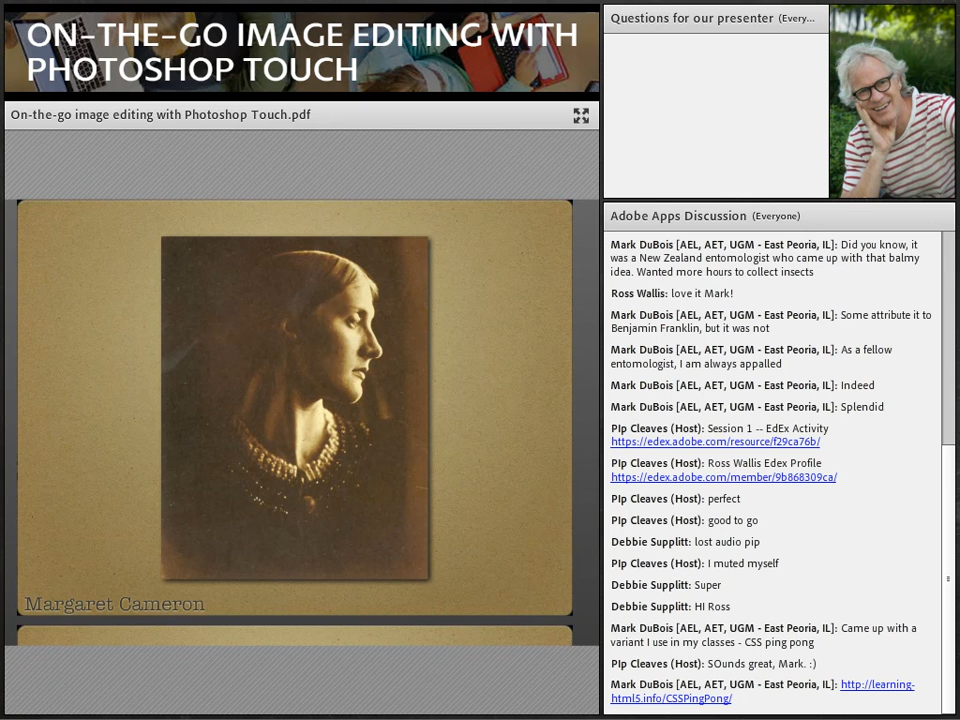 ON-THE-GO IMAGE EDITING WITH
PHOTOSHOP TOUCH
On-the-go image editing with Photoshop Touch.pdf
Margaret Cameron
Questions for our presenter (Every...
Adobe Apps Discussion (Everyone)
Mark DuBois [AEL, AET, UGM - East Peoria, IL]: Did you know, it
was a New Zealand entomologist who came up with that balmy
idea. Wanted more hours to collect insects
Ross Wallis: love it Mark!
Mark DuBois [AEL, AET, UGM - East Peoria, IL]: Some attribute it to
Benjamin Franklin, but it was not
Mark DuBois [AEL, AET, UGM - East Peoria, IL]: As a fellow
entomologist, I am always appalled
Mark DuBois [AEL, AET, UGM - East Peoria, IL]: Indeed
Mark DuBois [AEL, AET, UGM - East Peoria, IL]: Splendid
PIp Cleaves (Host): Session 1 -- EdEx Activity
https://edex.adobe.com/resource/f29ca76b/
PIp Cleaves (Host): Ross Wallis Edex Profile
https://edex.adobe.com/member/9b868309ca/
PIp Cleaves (Host): perfect
PIp Cleaves (Host): good to go
Debbie Supplitt: lost audio pip
PIp Cleaves (Host): I muted myself
Debbie Supplitt: Super
Debbie Supplitt: HI Ross
Mark DuBois [AEL, AET, UGM - East Peoria, IL]: Came up with a
variant I use in my classes - CSS ping pong
PIp Cleaves (Host): SOunds great, Mark. :)
Mark DuBois [AEL, AET, UGM - East Peoria, IL]: http://learning-
html5.info/CSSPingPong/